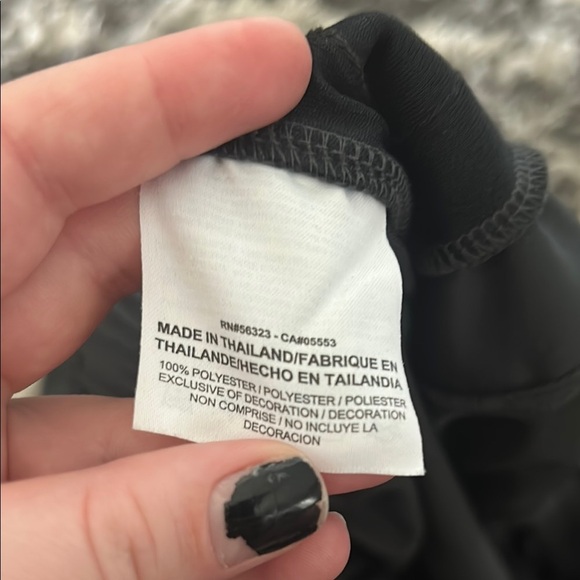 RN#56323 - CA#05553
MADE IN THAILAND/FABRIQUE EN
THAILANDE/HECHO EN TAILANDIA
100% POLYESTER / POLYESTER / POLIESTER
EXCLUSIVE OF DECORATION / DECORATION
NON COMPRISE / NO INCLUYE LA
DECORACION